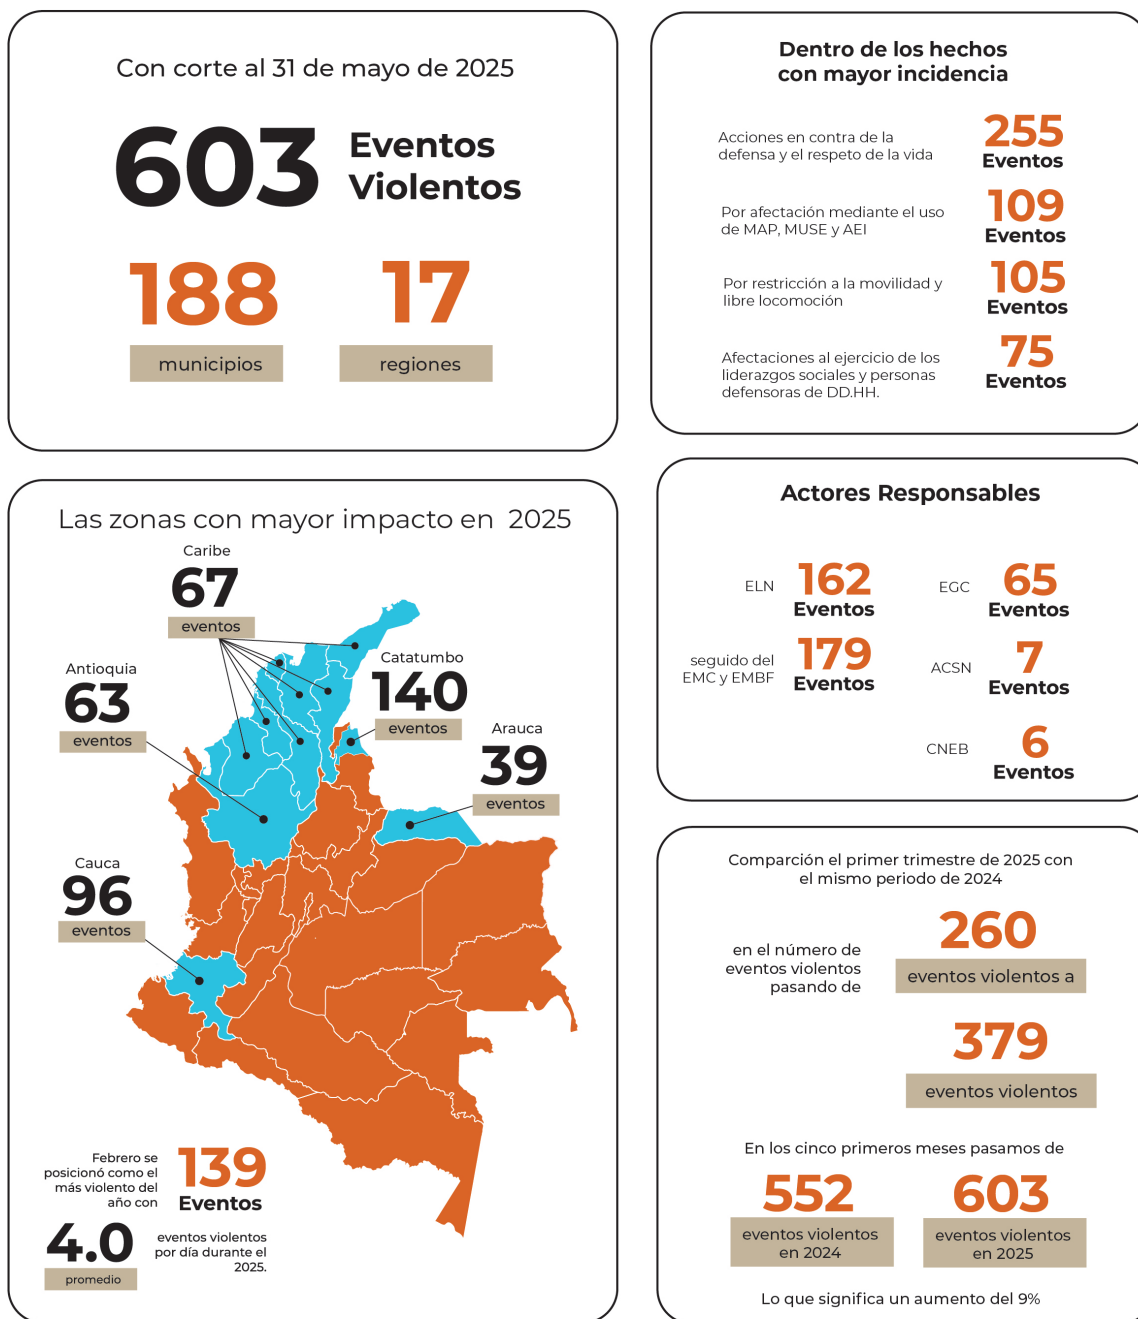 Con corte al 31 de mayo de 2025
603
Eventos
Violentos
188
municipios
17
regiones
Dentro de los hechos
con mayor incidencia
Acciones en contra de la
defensa y el respeto de la vida
255
Eventos
Por afectación mediante el uso
de MAP, MUSE y AEI
109
Eventos
Por restricción a la movilidad y
libre locomoción
105
Eventos
Afectaciones al ejercicio de los
liderazgos sociales y personas
defensoras de DD.HH.
75
Eventos
Las zonas con mayor impacto en 2025
Caribe
67
eventos
Antioquia
63
eventos
Catatumbo
140
eventos
Arauca
39
eventos
Cauca
96
eventos
Febrero se
posicionó como el
más violento del
año con
139
Eventos
4.0
promedio
eventos violentos
por día durante el
2025.
Actores Responsables
ELN
162
Eventos
EGC
65
Eventos
seguido del
EMC y EMBF
179
Eventos
ACSN
7
Eventos
CNEB
6
Eventos
Comparción el primer trimestre de 2025 con
el mismo periodo de 2024
en el número de
eventos violentos
pasando de
260
eventos violentos a
379
eventos violentos
En los cinco primeros meses pasamos de
552
eventos violentos
en 2024
603
eventos violentos
en 2025
Lo que significa un aumento del 9%